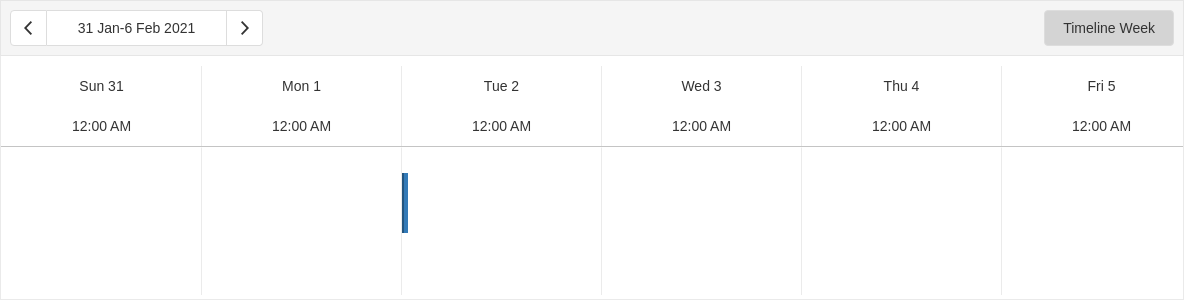 31 Jan-6 Feb 2021
Timeline Week
Sun 31
Mon 1
Tue 2
Wed 3
Thu 4
Fri 5
12:00 AM
12:00 AM
12:00 AM
12:00 AM
12:00 AM
12:00 AM